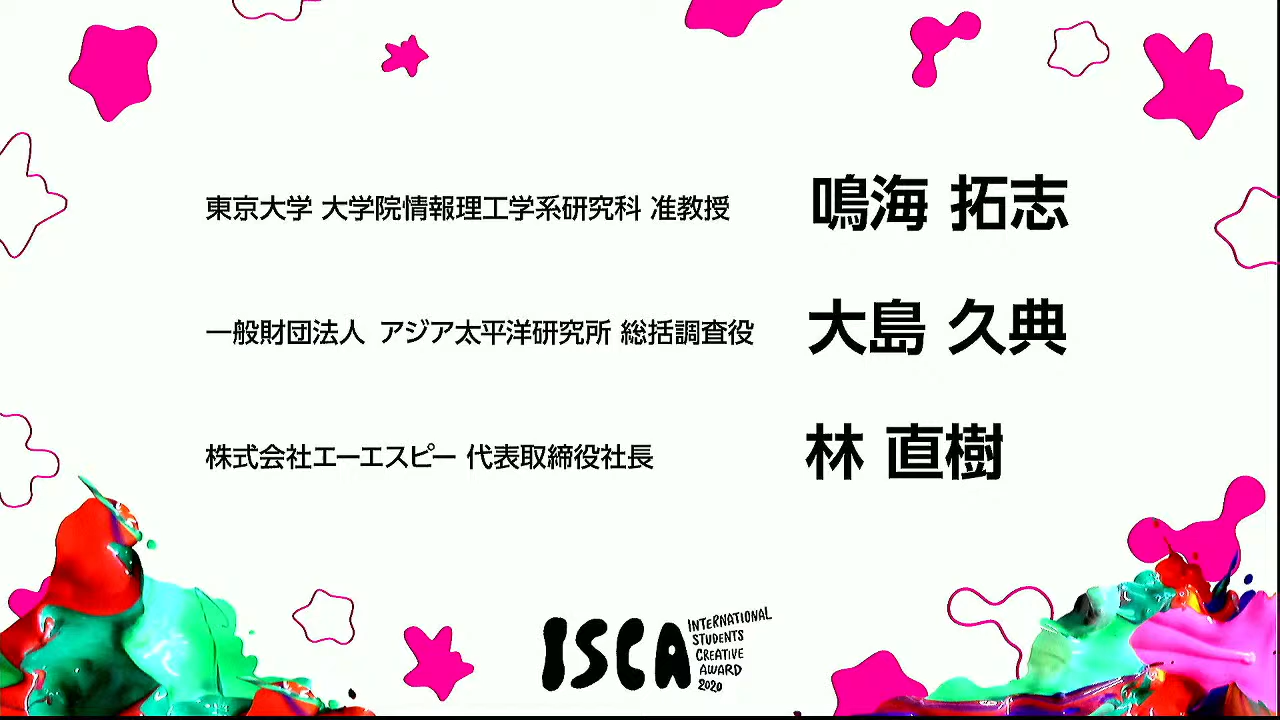 東京大学 大学院情報理工学系研究科 准教授 鳴海 拓志
一般財団法人 アジア太平洋研究所 総括調査役 大島 久典
株式会社エーエスピー 代表取締役社長 林 直樹
ISCA
INTERNATIONAL
STUDENTS
CREATIVE
AWARD
2020